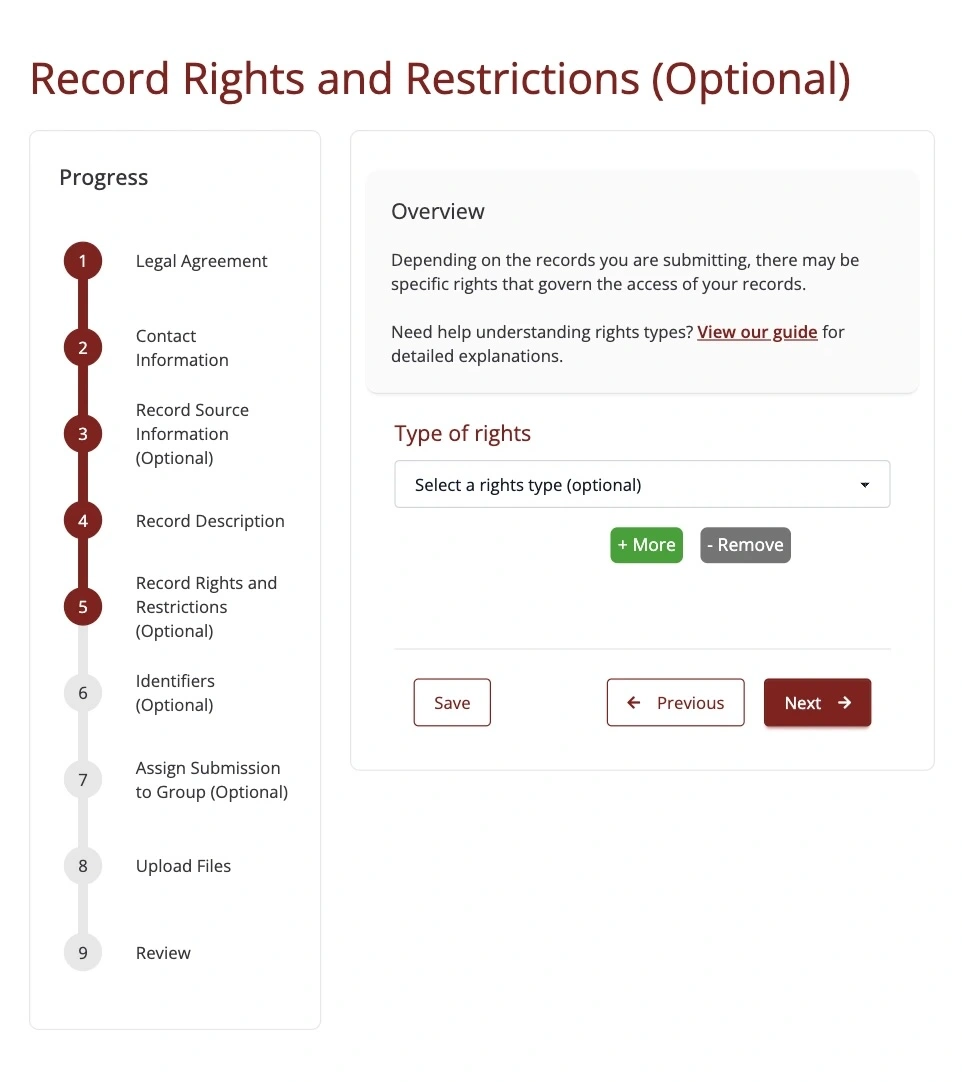 Record Rights and Restrictions (Optional)
Progress
1
Legal Agreement
2
Contact
Information
3
Record Source
Information
(Optional)
4
Record Description
5
Record Rights and
Restrictions
(Optional)
6
Identifiers
(Optional)
7
Assign Submission
to Group (Optional)
8
Upload Files
9
Review
Overview
Depending on the records you are submitting, there may be
specific rights that govern the access of your records.
Need help understanding rights types? View our guide for
detailed explanations.
Type of rights
Select a rights type (optional)
+ More
- Remove
Save
← Previous
Next →